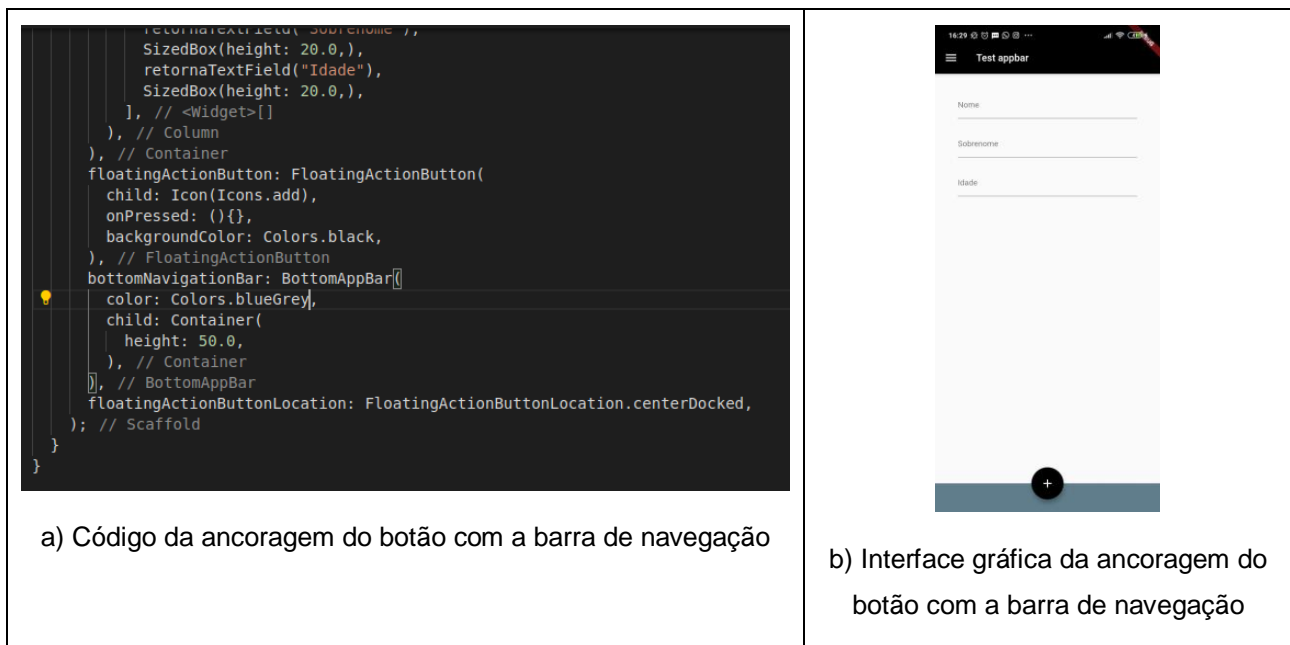 retornaTextField("Sobrenome"),
SizedBox(height: 20.0,),
retornaTextField("Idade"),
SizedBox(height: 20.0,),
], // <Widget>[]
), // Column
), // Container
floatingActionButton: FloatingActionButton(
child: Icon(Icons.add),
onPressed: (){},
backgroundColor: Colors.black,
), // FloatingActionButton
bottomNavigationBar: BottomAppBar(
color: Colors.blueGrey,
child: Container(
height: 50.0,
), // Container
), // BottomAppBar
floatingActionButtonLocation: FloatingActionButtonLocation.centerDocked,
); // Scaffold
}
}
a) Código da ancoragem do botão com a barra de navegação
16:29
Test appbar
Nome
Sobrenome
Idade
+
b) Interface gráfica da ancoragem do
botão com a barra de navegação